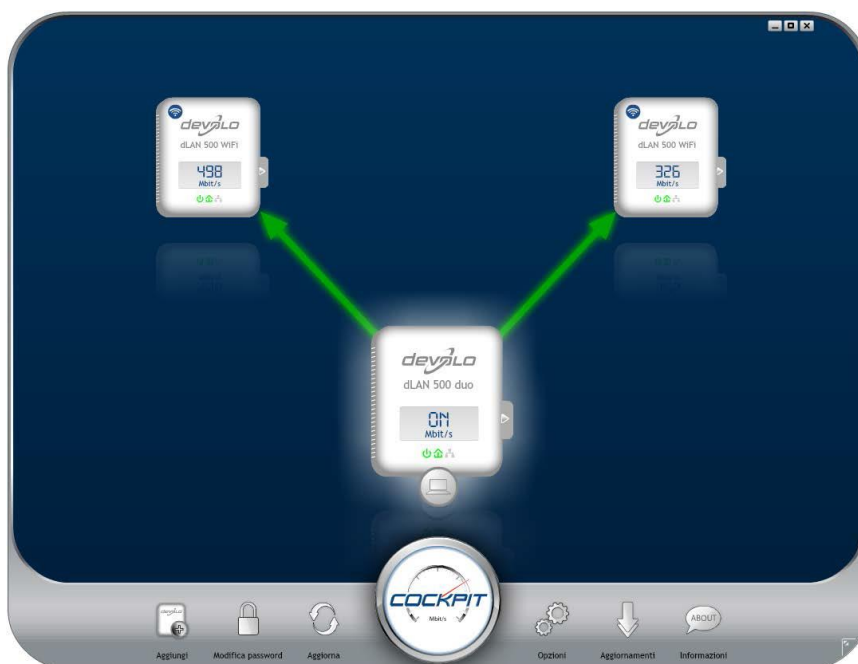 devolo
dLAN 500 WiFi
498
Mbit/s
devolo
dLAN 500 WiFi
326
Mbit/s
devolo
dLAN 500 duo
ON
Mbit/s
COCKPIT
Mbit/s
devolo
ABOUT
Aggiungi
Modifica password
Aggiorna
Opzioni
Aggiornamenti
Informazioni